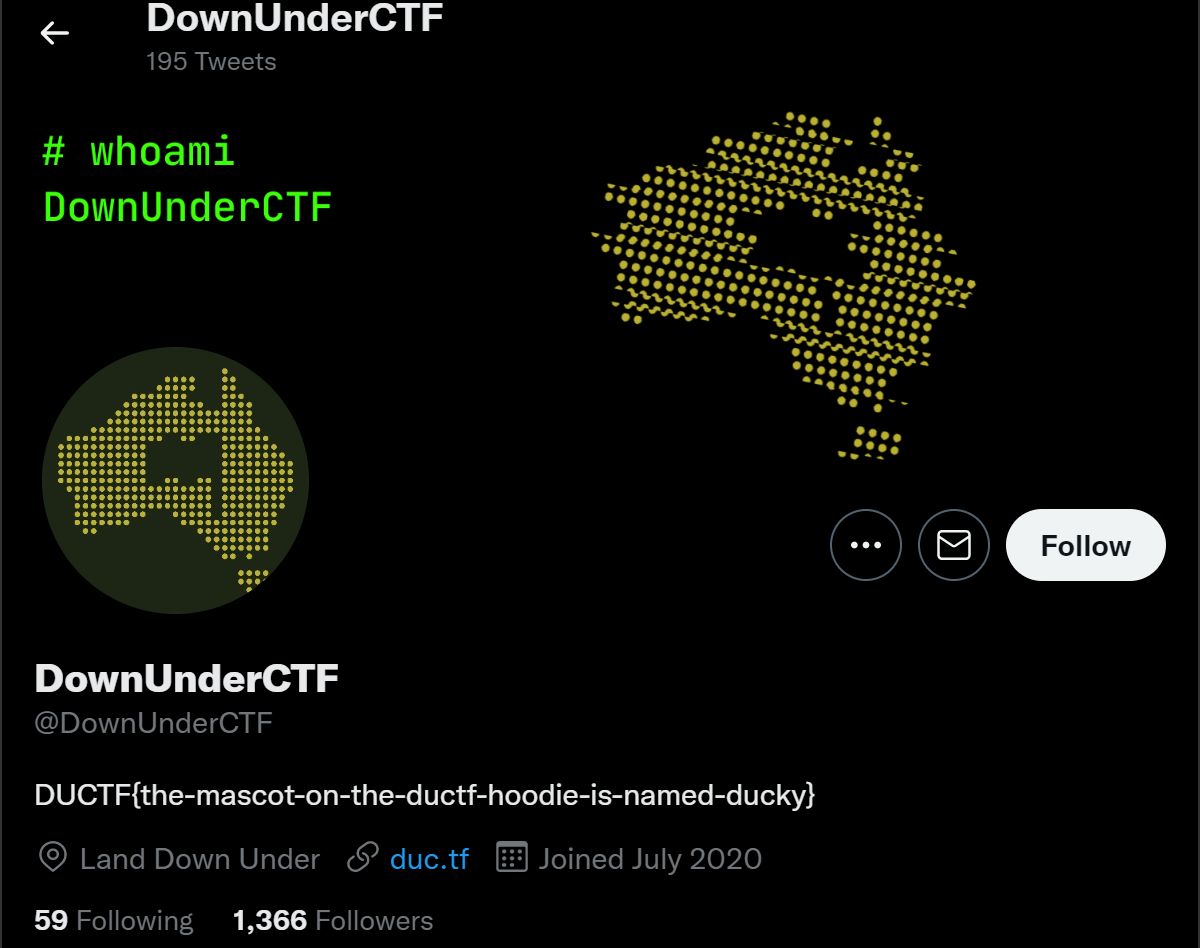 DownUnderCTF
195 Tweets
# whoami
DownUnderCTF
Follow
DownUnderCTF
@DownUnderCTF
DUCTF{the-mascot-on-the-ductf-hoodie-is-named-ducky}
Land Down Under duc.tf Joined July 2020
59 Following 1,366 Followers